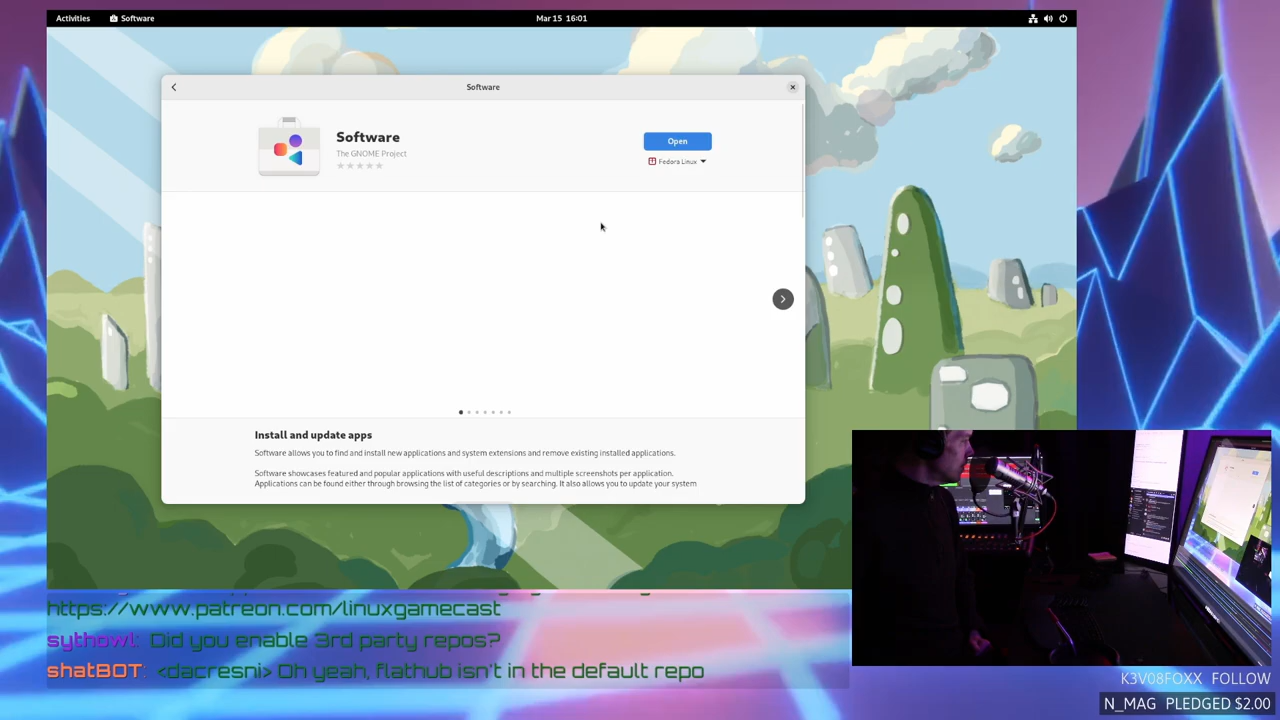 Activities
Software
Mar 15 16:01
Software
Software
The GNOME Project
Open
Fedora Linux
Install and update apps
Software allows you to find and install new applications and system extensions and remove existing installed applications.
Software showcases featured and popular applications with useful descriptions and multiple screenshots per application.
Applications can be found either through browsing the list of categories or by searching. It also allows you to update your system
https://www.patreon.com/linuxgamecast
sythowl: Did you enable 3rd party repos?
shatBOT: <dacresni> Oh yeah, flathub isn't in the default repo
K3V08FOXX FOLLOW
N_MAG PLEDGED $2.00